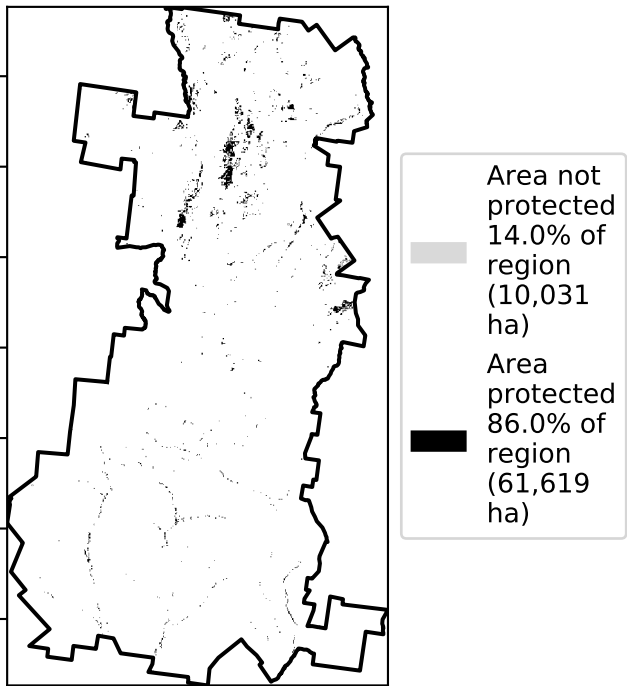 Area not
protected
14.0% of
region
(10,031
ha)
Area
protected
86.0% of
region
(61,619
ha)